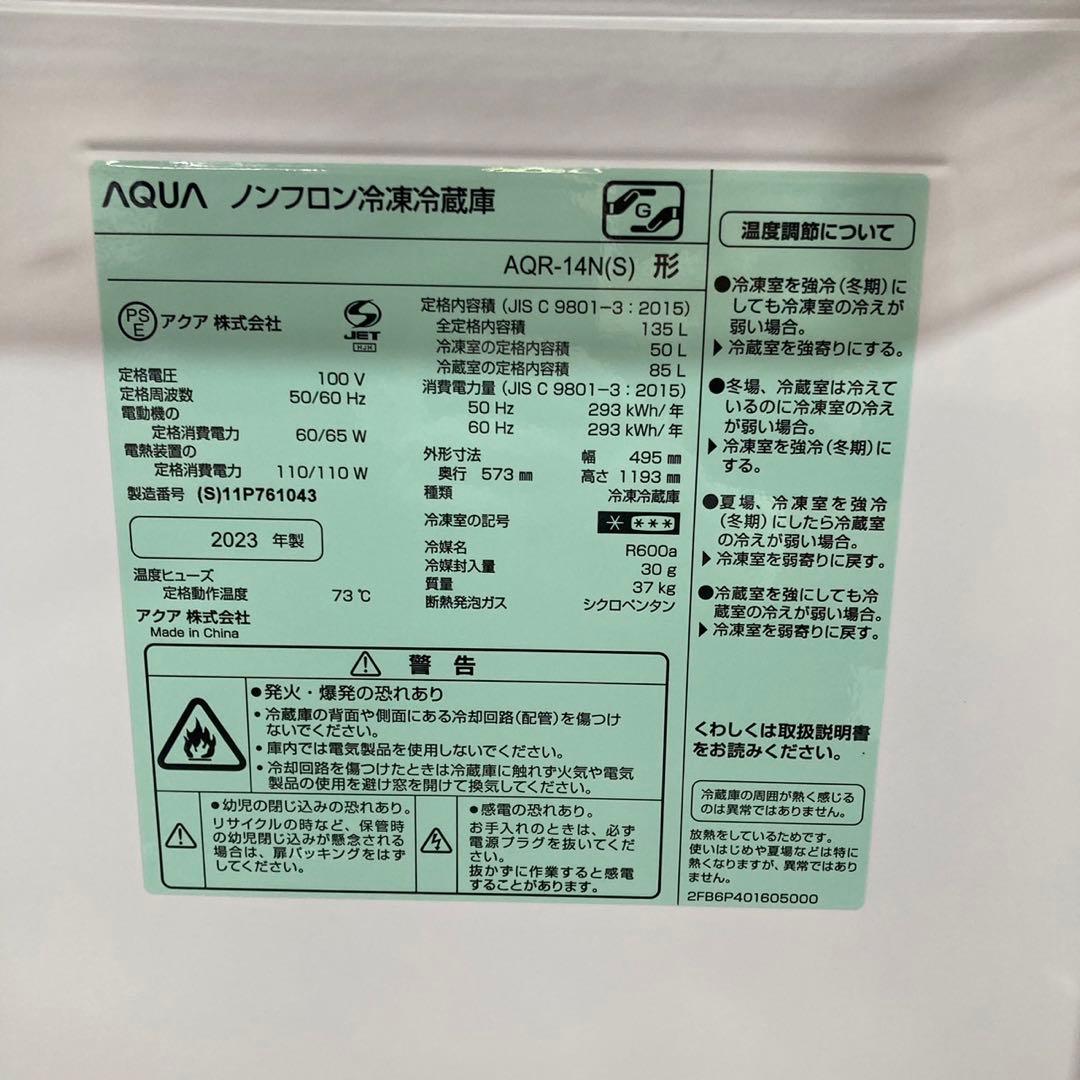 AQUA ノンフロン冷凍冷蔵庫
G
AQR-14N(S) 形
PS
E
アクア 株式会社
S
JET
HJH
定格電圧 100 V
定格周波数 50/60 Hz
電動機の
定格消費電力 60/65 W
電熱装置の
定格消費電力 110/110 W
製造番号 (S)11P761043
2023 年製
温度ヒューズ
定格動作温度 73 ℃
アクア 株式会社
Made in China
定格内容積 (JIS C 9801-3 : 2015)
全定格内容積 135 L
冷凍室の定格内容積 50 L
冷蔵室の定格内容積 85 L
消費電力量 (JIS C 9801-3 : 2015)
50 Hz 293 kWh/年
60 Hz 293 kWh/年
外形寸法 幅 495 ㎜
奥行 573 ㎜ 高さ 1193 ㎜
種類 冷凍冷蔵庫
冷凍室の記号 * ***
冷媒名 R600a
冷媒封入量 30 g
質量 37 kg
断熱発泡ガス シクロペンタン
警 告
●発火・爆発の恐れあり
・冷蔵庫の背面や側面にある冷却回路(配管)を傷つけ
ないでください。
・庫内では電気製品を使用しないでください。
・冷却回路を傷つけたときは冷蔵庫に触れず火気や電気
製品の使用を避け窓を開けて換気してください。
●幼児の閉じ込みの恐れあり。
リサイクルの時など、保管時
の幼児閉じ込みが懸念される
場合は、扉パッキングをはず
してください。
●感電の恐れあり。
お手入れのときは、必ず
電源プラグを抜いてくだ
さい。
抜かずに作業すると感電
することがあります。
温度調節について
●冷凍室を強冷(冬期)に
しても冷凍室の冷えが
弱い場合。
▶冷蔵室を強寄りにする。
●冬場、冷蔵室は冷えて
いるのに冷凍室の冷え
が弱い場合。
▶冷凍室を強冷(冬期)に
する。
●夏場、冷凍室を強冷
(冬期)にしたら冷蔵室
の冷えが弱い場合。
▶冷凍室を弱寄りに戻す。
●冷蔵室を強にしても冷
蔵室の冷えが弱い場合。
▶冷凍室を弱寄りに戻す。
くわしくは取扱説明書
をお読みください。
冷蔵庫の周囲が熱く感じる
のは異常ではありません。
放熱をしているためです。
使いはじめや夏場などは特に
熱くなりますが、異常ではあり
ません。
2FB6P401605000